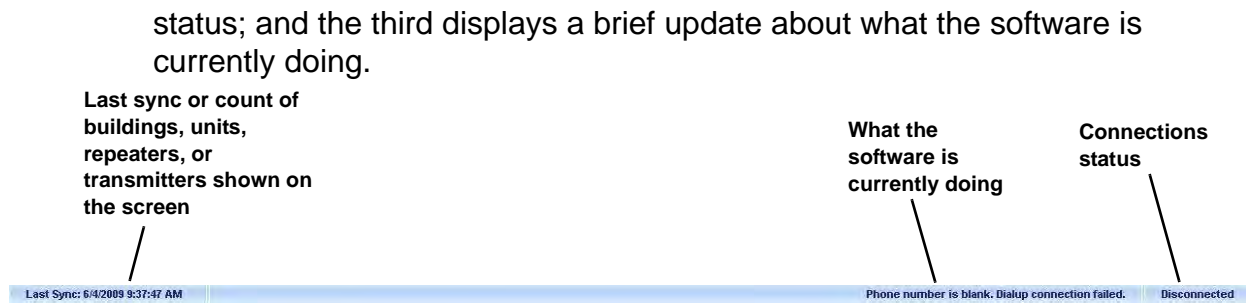 status; and the third displays a brief update about what the software is
currently doing.
Last sync or count of
buildings, units,
repeaters, or
transmitters shown on
the screen
What the
software is
currently doing
Connections
status
Last Sync: 6/4/2009 9:37:47 AM
Phone number is blank. Dialup connection failed.
Disconnected